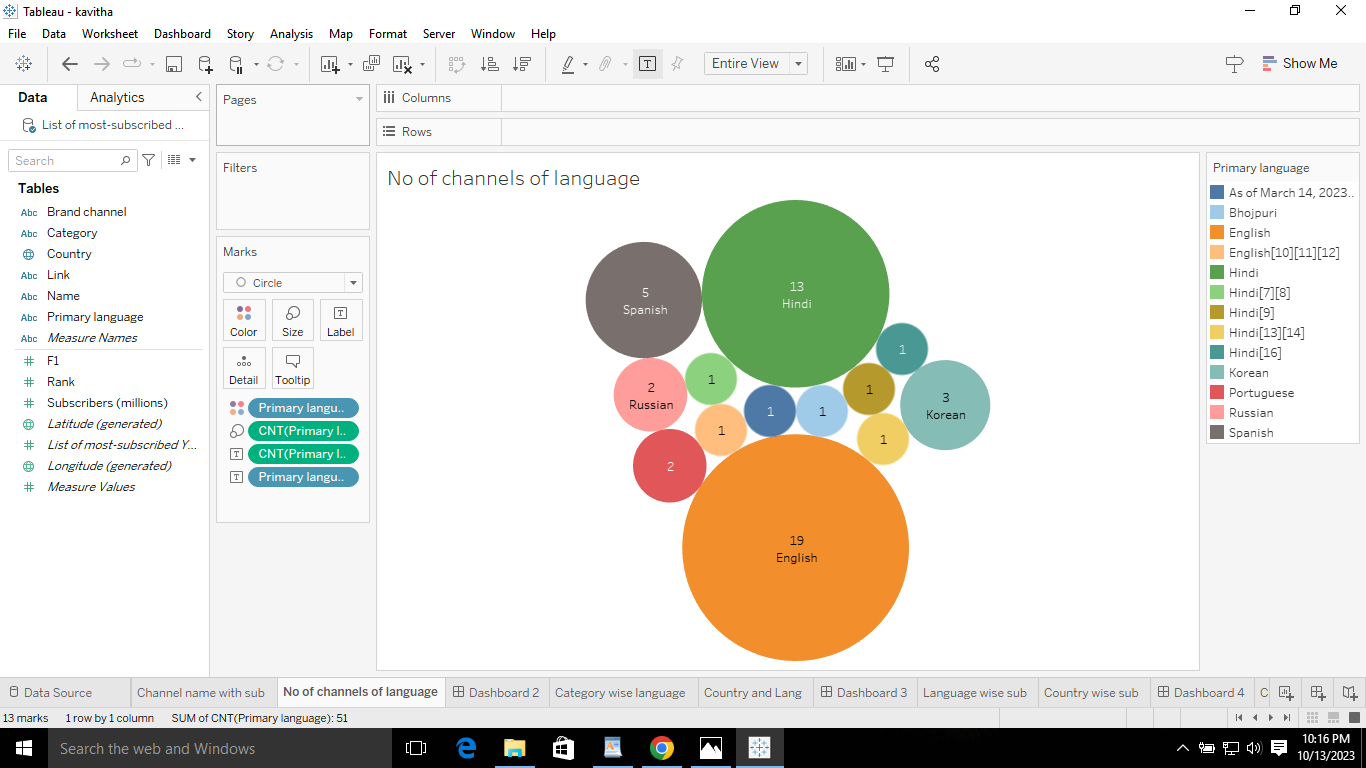 Tableau - kavitha
File Data Worksheet Dashboard Story Analysis Map Format Server Window Help
Entire View
Show Me
Data Analytics
List of most-subscribed ...
Search
Tables
Abc Brand channel
Abc Category
Country
Abc Link
Abc Name
Abc Primary language
Abc Measure Names
F1
Rank
Subscribers (millions)
Latitude (generated)
List of most-subscribed Y...
Longitude (generated)
Measure Values
Pages
Filters
Marks
Circle
Color Size Label
Detail Tooltip
Primary langu..
CNT(Primary l..
CNT(Primary l..
Primary langu..
Columns
Rows
No of channels of language
13
Hindi
5
Spanish
1
1
2
Russian
1
3
Korean
1
1
1
1
1
2
19
English
Primary language
As of March 14, 2023..
Bhojpuri
English
English[10][11][12]
Hindi
Hindi[7][8]
Hindi[9]
Hindi[13][14]
Hindi[16]
Korean
Portuguese
Russian
Spanish
Data Source Channel name with sub No of channels of language Dashboard 2 Category wise language Country and Lang Dashboard 3 Language wise sub Country wise sub Dashboard 4 C
13 marks 1 row by 1 column SUM of CNT(Primary language): 51
Search the web and Windows
10:16 PM
10/13/2023